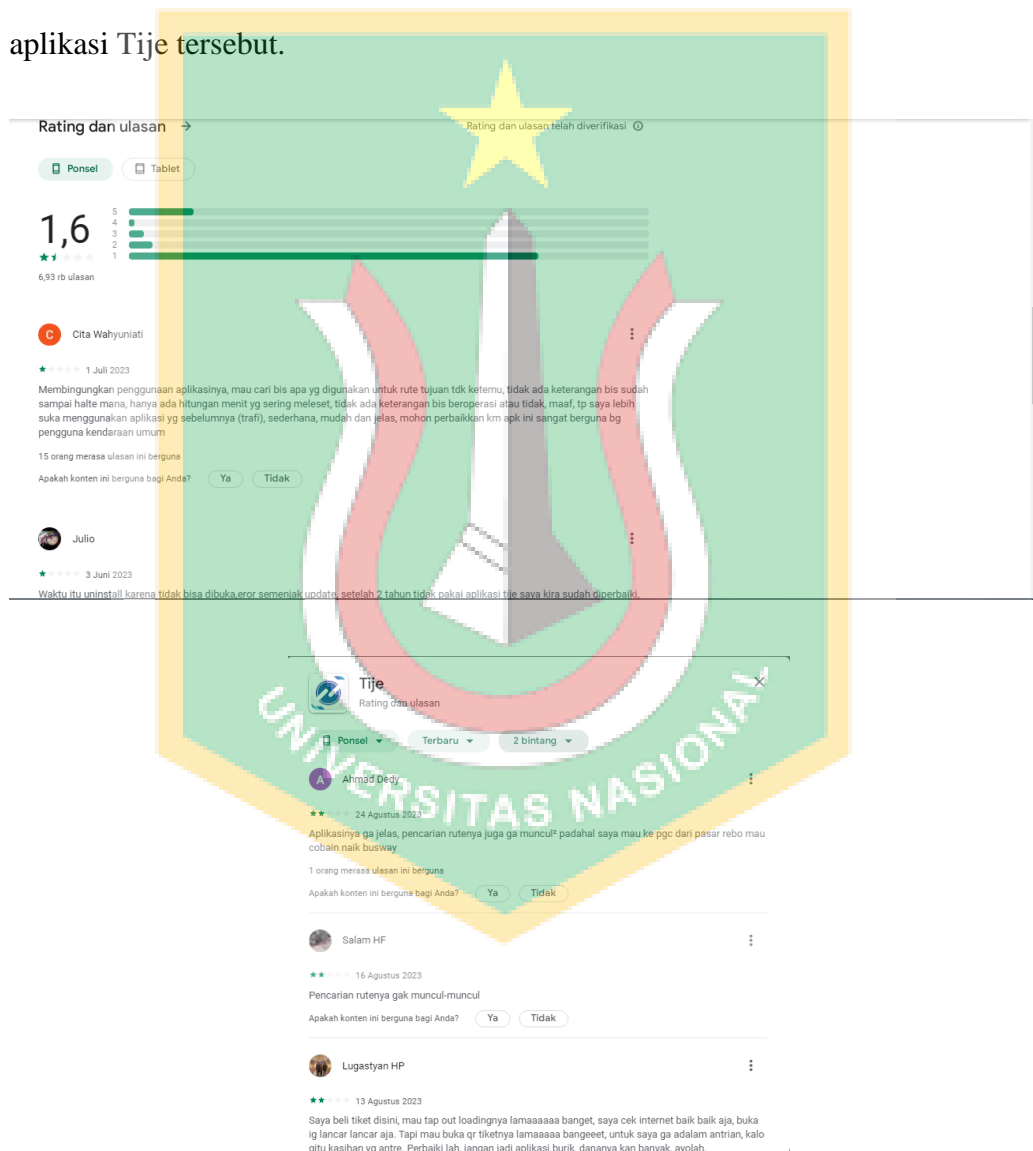 aplikasi Tije tersebut.
Rating dan ulasan →
Rating dan ulasan telah diverifikasi
Ponsel
Tablet
1,6
5
4
3
2
1
6,93 rb ulasan
C
Cita Wahyuniati
1 Juli 2023
Membingungkan penggunaan aplikasinya, mau cari bis apa yg digunakan untuk rute tujuan tdk ketemu, tidak ada keterangan bis sudah
sampai halte mana, hanya ada hitungan menit yg sering meleset, tidak ada keterangan bis beroperasi atau tidak, maaf, tp saya lebih
suka menggunakan aplikasi yg sebelumnya (trafi), sederhana, mudah dan jelas, mohon perbaikkan krn apk ini sangat berguna bg
pengguna kendaraan umum
15 orang merasa ulasan ini berguna
Apakah konten ini berguna bagi Anda? Ya Tidak
Julio
3 Juni 2023
Waktu itu uninstall karena tidak bisa dibuka,eror semenjak update, setelah 2 tahun tidak pakai aplikasi tije saya kira sudah diperbaiki,
Tije
Rating dan ulasan
Ponsel
Terbaru
2 bintang
A
Ahmad Dedy
24 Agustus 2023
Aplikasinya ga jelas, pencarian rutenya juga ga muncul² padahal saya mau ke pgc dari pasar rebo mau
cobain naik busway
1 orang merasa ulasan ini berguna
Apakah konten ini berguna bagi Anda? Ya Tidak
Salam HF
16 Agustus 2023
Pencarian rutenya gak muncul-muncul
Apakah konten ini berguna bagi Anda? Ya Tidak
Lugastyan HP
13 Agustus 2023
Saya beli tiket disini, mau tap out loadingnya lamaaaaaa banget, saya cek internet baik baik aja, buka
ig lancar lancar aja. Tapi mau buka qr tiketnya lamaaaaa bangeeet, untuk saya ga adalam antrian, kalo
gitu kasihan yg antre. Perbaiki lah, jangan jadi aplikasi burik, dananya kan banyak, ayolah.
UNIVERSITAS NASIONAL